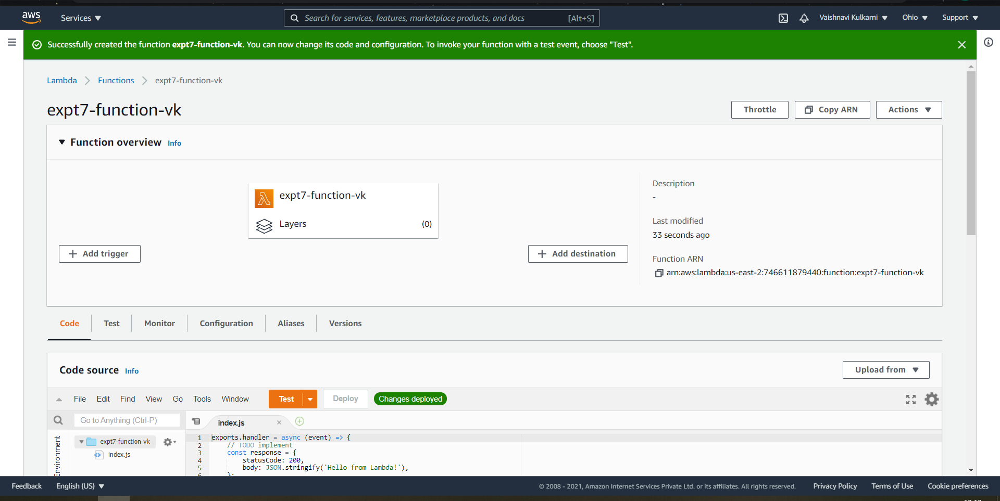 aws Services Search for services, features, marketplace products, and docs [Alt+S] Vaishnavi Kulkarni Ohio Support
Successfully created the function expt7-function-vk. You can now change its code and configuration. To invoke your function with a test event, choose "Test".
Lambda Functions expt7-function-vk
expt7-function-vk
Throttle Copy ARN Actions
Function overview Info
expt7-function-vk
Layers (0)
Add trigger
Add destination
Description
-
Last modified
33 seconds ago
Function ARN
arn:aws:lambda:us-east-2:746611879440:function:expt7-function-vk
Code Test Monitor Configuration Aliases Versions
Code source Info
Upload from
File Edit Find View Go Tools Window Test Deploy Changes deployed
Go to Anything (Ctrl-P)
index.js
Environment
expt7-function-vk
index.js
1 exports.handler = async (event) => {
2 // TODO implement
3 const response = {
4 statusCode: 200,
5 body: JSON.stringify('Hello from Lambda!'),
6 };
Feedback English (US) © 2008 - 2021, Amazon Internet Services Private Ltd. or its affiliates. All rights reserved. Privacy Policy Terms of Use Cookie preferences